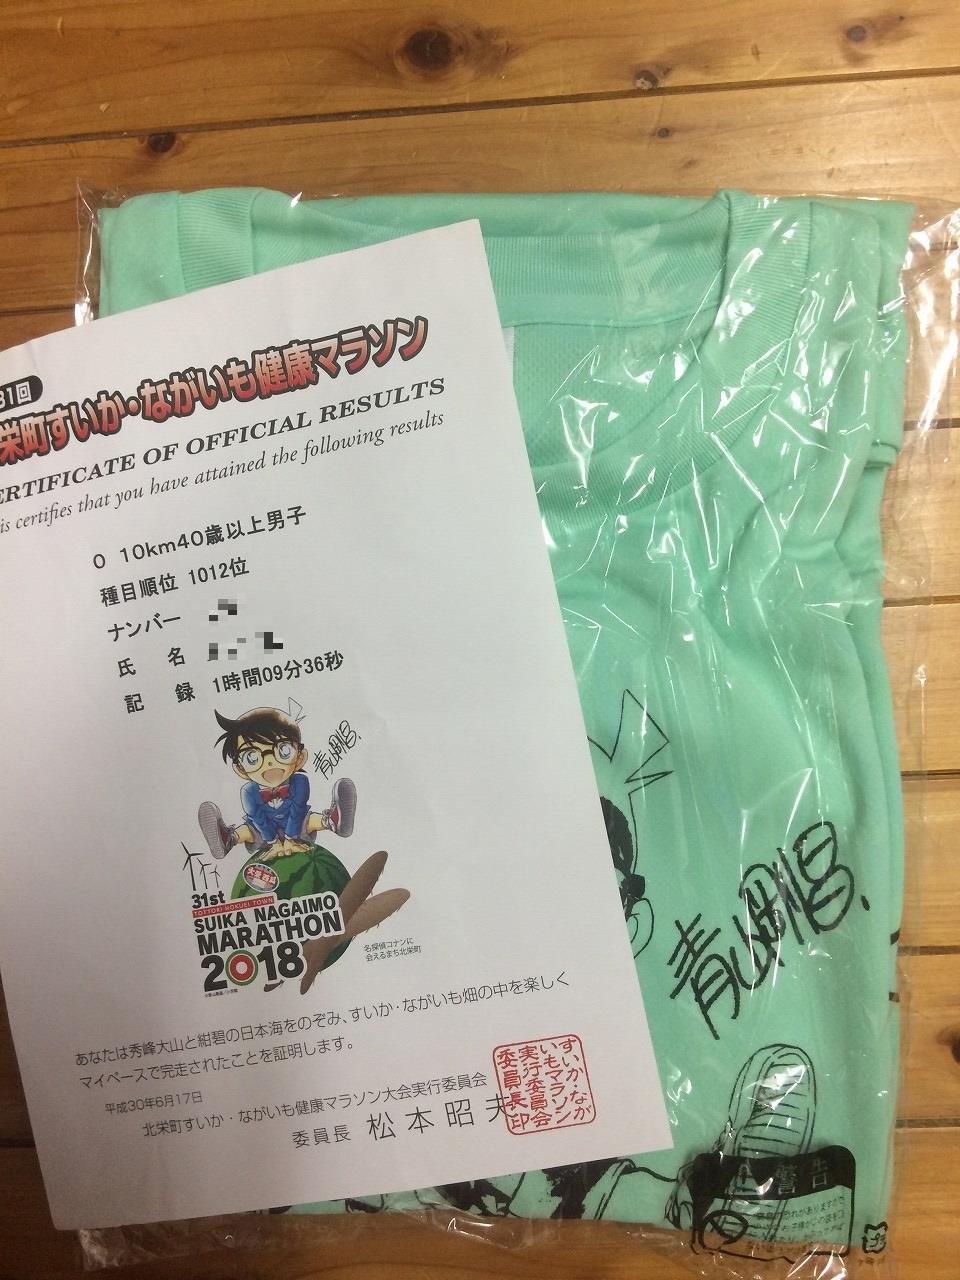 31回
栄町すいか・ながいも健康マラソン
ERTIFICATE OF OFFICIAL RESULTS
is certifies that you have attained the following results
0 10km40歳以上男子
種目順位 1012位
ナンバー
氏 名
記 録 1時間09分36秒
青山剛昌
31st
TOTTORI HOKUEI TOWN
SUIKA NAGAIMO
MARATHON
2018
名探偵コナンに
会えるまち北栄町
あなたは秀峰大山と紺碧の日本海をのぞみ、すいか・ながいも畑の中を楽しく
マイペースで完走されたことを証明します。
平成30年6月17日
北栄町すいか・ながいも健康マラソン大会実行委員会
委員長 松本昭夫
すいか・なが
いもマラソン
実行委員会
委員長印
青山剛昌
警告
プラ